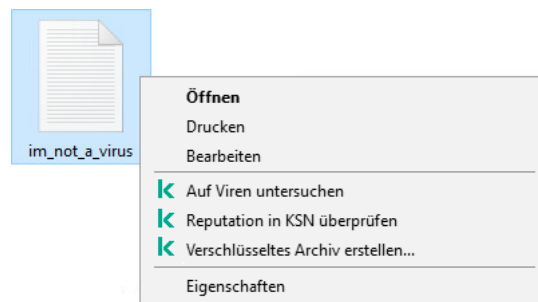 im_not_a_virus
Öffnen
Drucken
Bearbeiten
Auf Viren untersuchen
Reputation in KSN überprüfen
Verschlüsseltes Archiv erstellen...
Eigenschaften